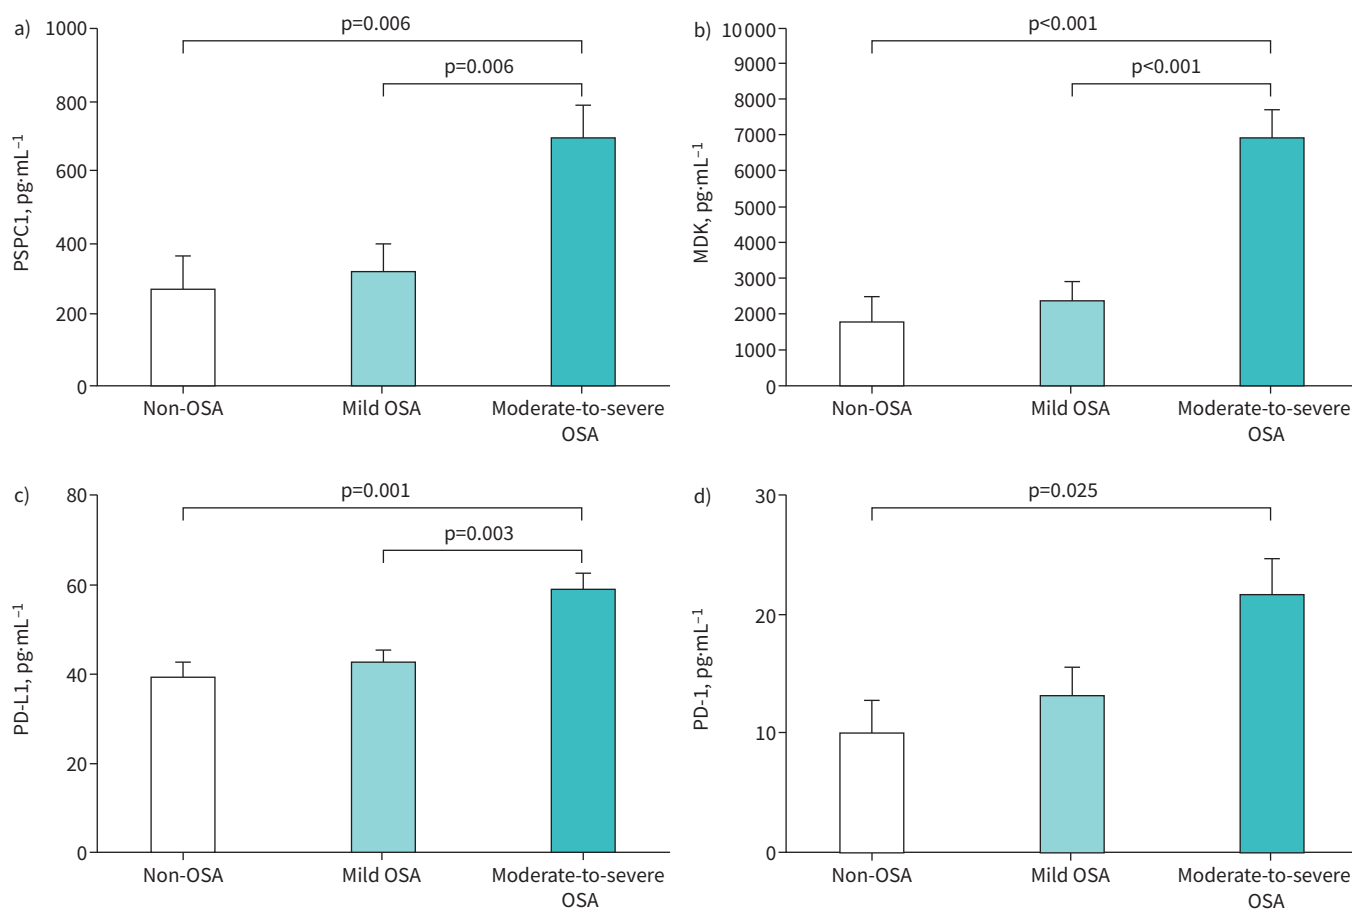 a)
PSPC1, pg·mL⁻¹
1000
800
600
400
200
0
p=0.006
p=0.006
Non-OSA
Mild OSA
Moderate-to-severe
OSA
b)
MDK, pg·mL⁻¹
10 000
9000
8000
7000
6000
5000
4000
3000
2000
1000
0
p<0.001
p<0.001
Non-OSA
Mild OSA
Moderate-to-severe
OSA
c)
PD-L1, pg·mL⁻¹
80
60
40
20
0
p=0.001
p=0.003
Non-OSA
Mild OSA
Moderate-to-severe
OSA
d)
PD-1, pg·mL⁻¹
30
20
10
0
p=0.025
Non-OSA
Mild OSA
Moderate-to-severe
OSA